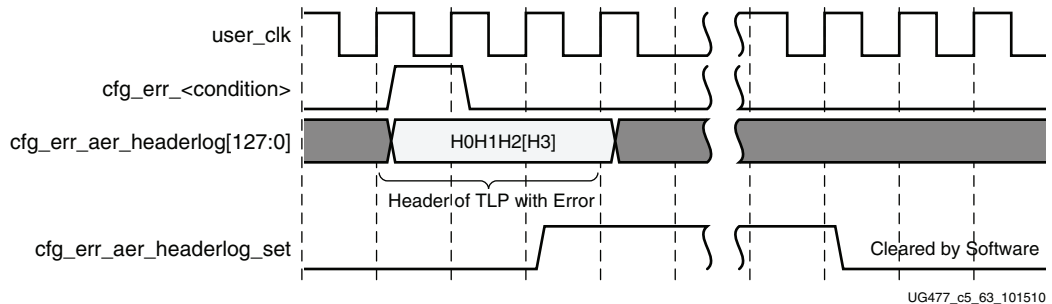 user_clk
cfg_err_<condition>
cfg_err_aer_headerlog[127:0]
H0H1H2[H3]
Header of TLP with Error
cfg_err_aer_headerlog_set
Cleared by Software
UG477_c5_63_101510